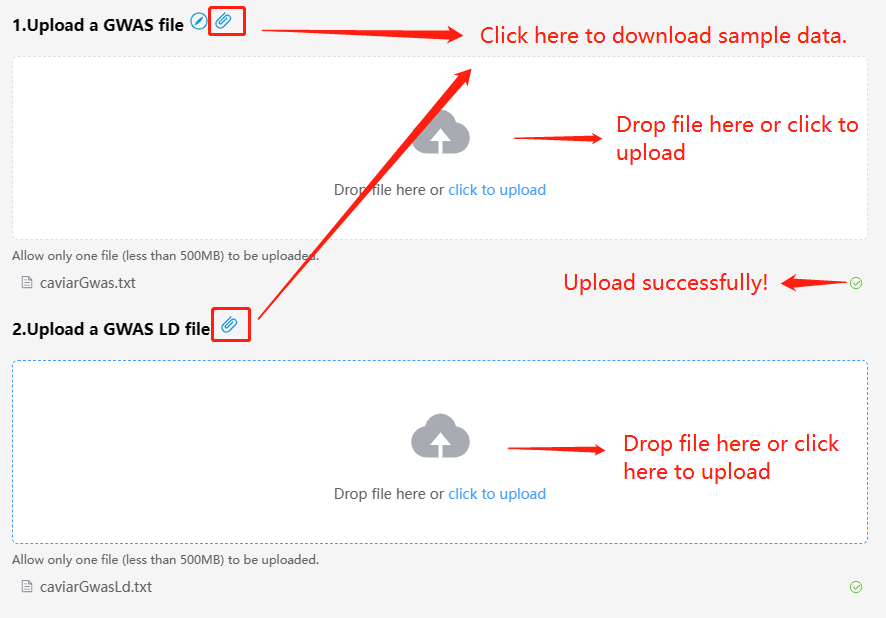 1.Upload a GWAS file
Click here to download sample data.
Drop file here or click to
upload
Drop file here or click to upload
Allow only one file (less than 500MB) to be uploaded.
caviarGwas.txt
Upload successfully!
2.Upload a GWAS LD file
Drop file here or click
here to upload
Drop file here or click to upload
Allow only one file (less than 500MB) to be uploaded.
caviarGwasLd.txt